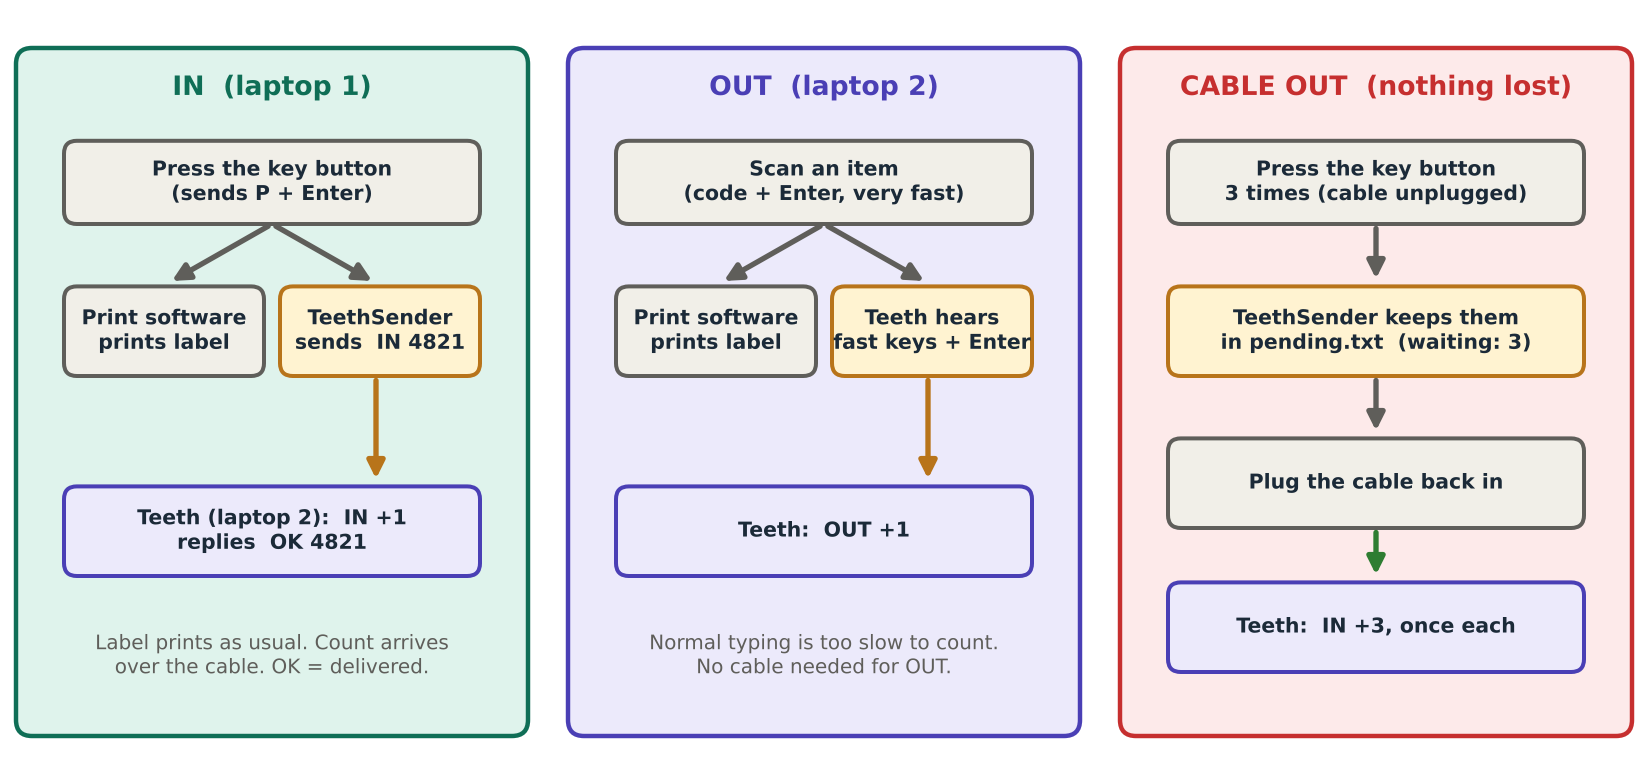 IN  (laptop 1)
Press the key button
(sends P + Enter)
Print software
prints label
TeethSender
sends  IN 4821
Teeth (laptop 2):  IN +1
replies  OK 4821
Label prints as usual. Count arrives
over the cable. OK = delivered.
OUT  (laptop 2)
Scan an item
(code + Enter, very fast)
Print software
prints label
Teeth hears
fast keys + Enter
Teeth:  OUT +1
Normal typing is too slow to count.
No cable needed for OUT.
CABLE OUT  (nothing lost)
Press the key button
3 times (cable unplugged)
TeethSender keeps them
in pending.txt  (waiting: 3)
Plug the cable back in
Teeth:  IN +3, once each